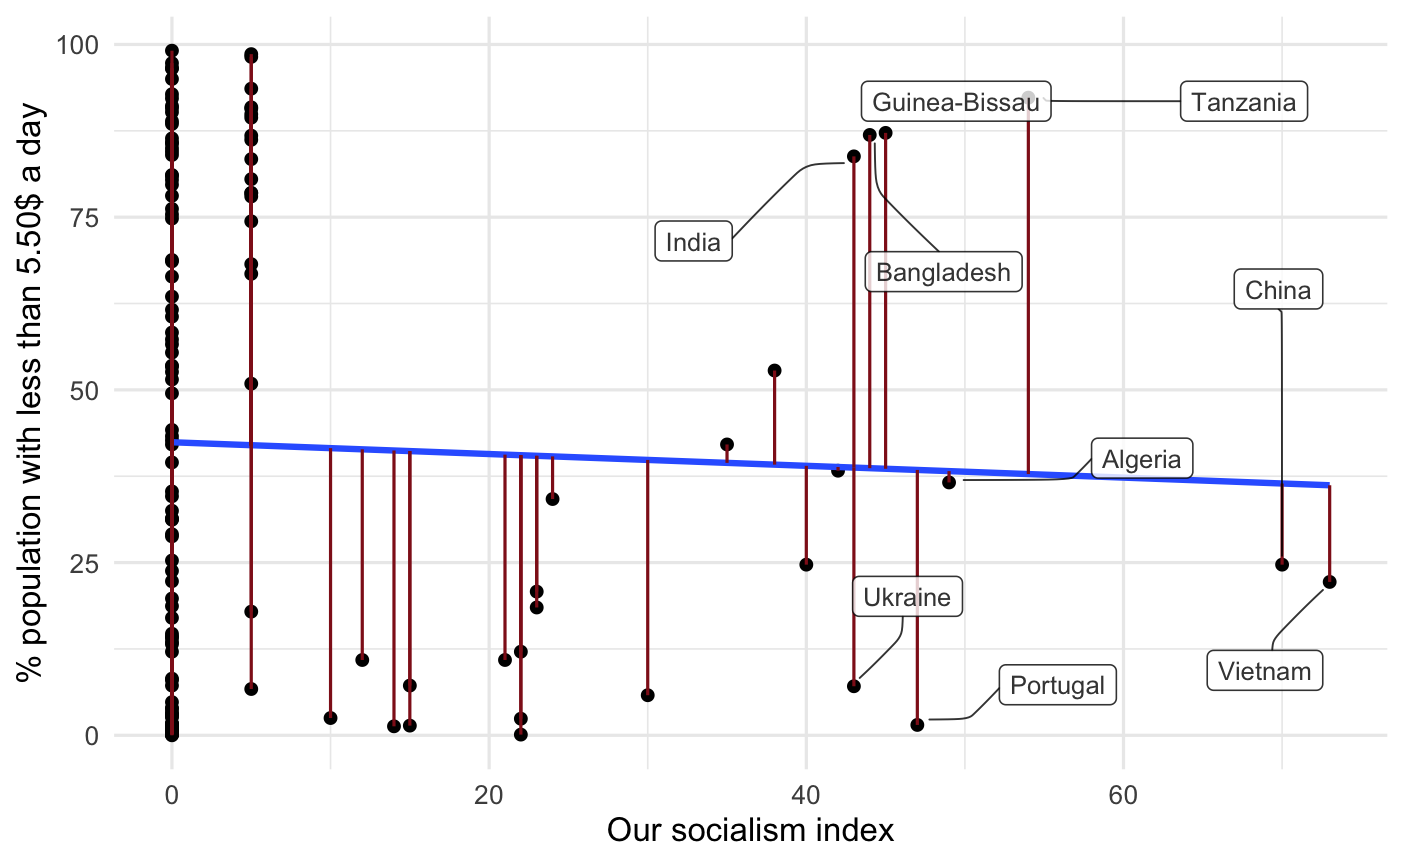 % population with less than 5.50$ a day
100
75
50
25
0
Guinea-Bissau
Tanzania
India
Bangladesh
China
Algeria
Ukraine
Portugal
Vietnam
0
20
40
60
Our socialism index